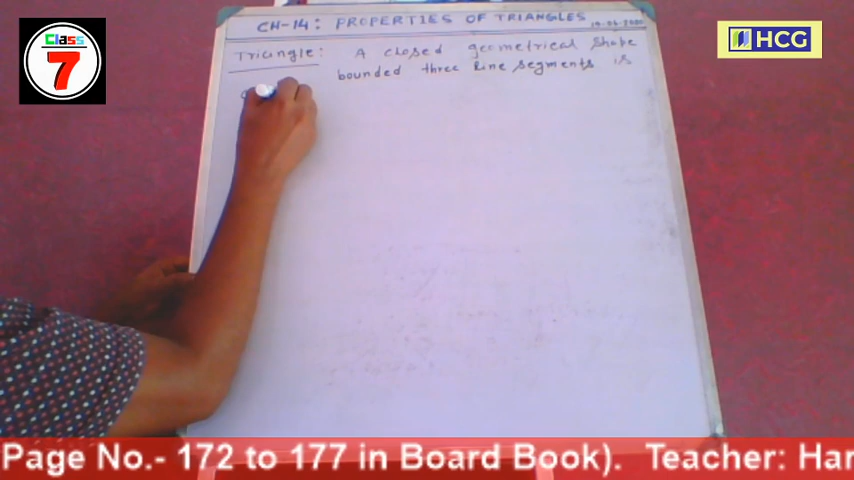 Class
7
HCG
CH-14: PROPERTIES OF TRIANGLES
Triangle: A closed geometrical shape
bounded three line segments is
Page No.- 172 to 177 in Board Book). Teacher: Har